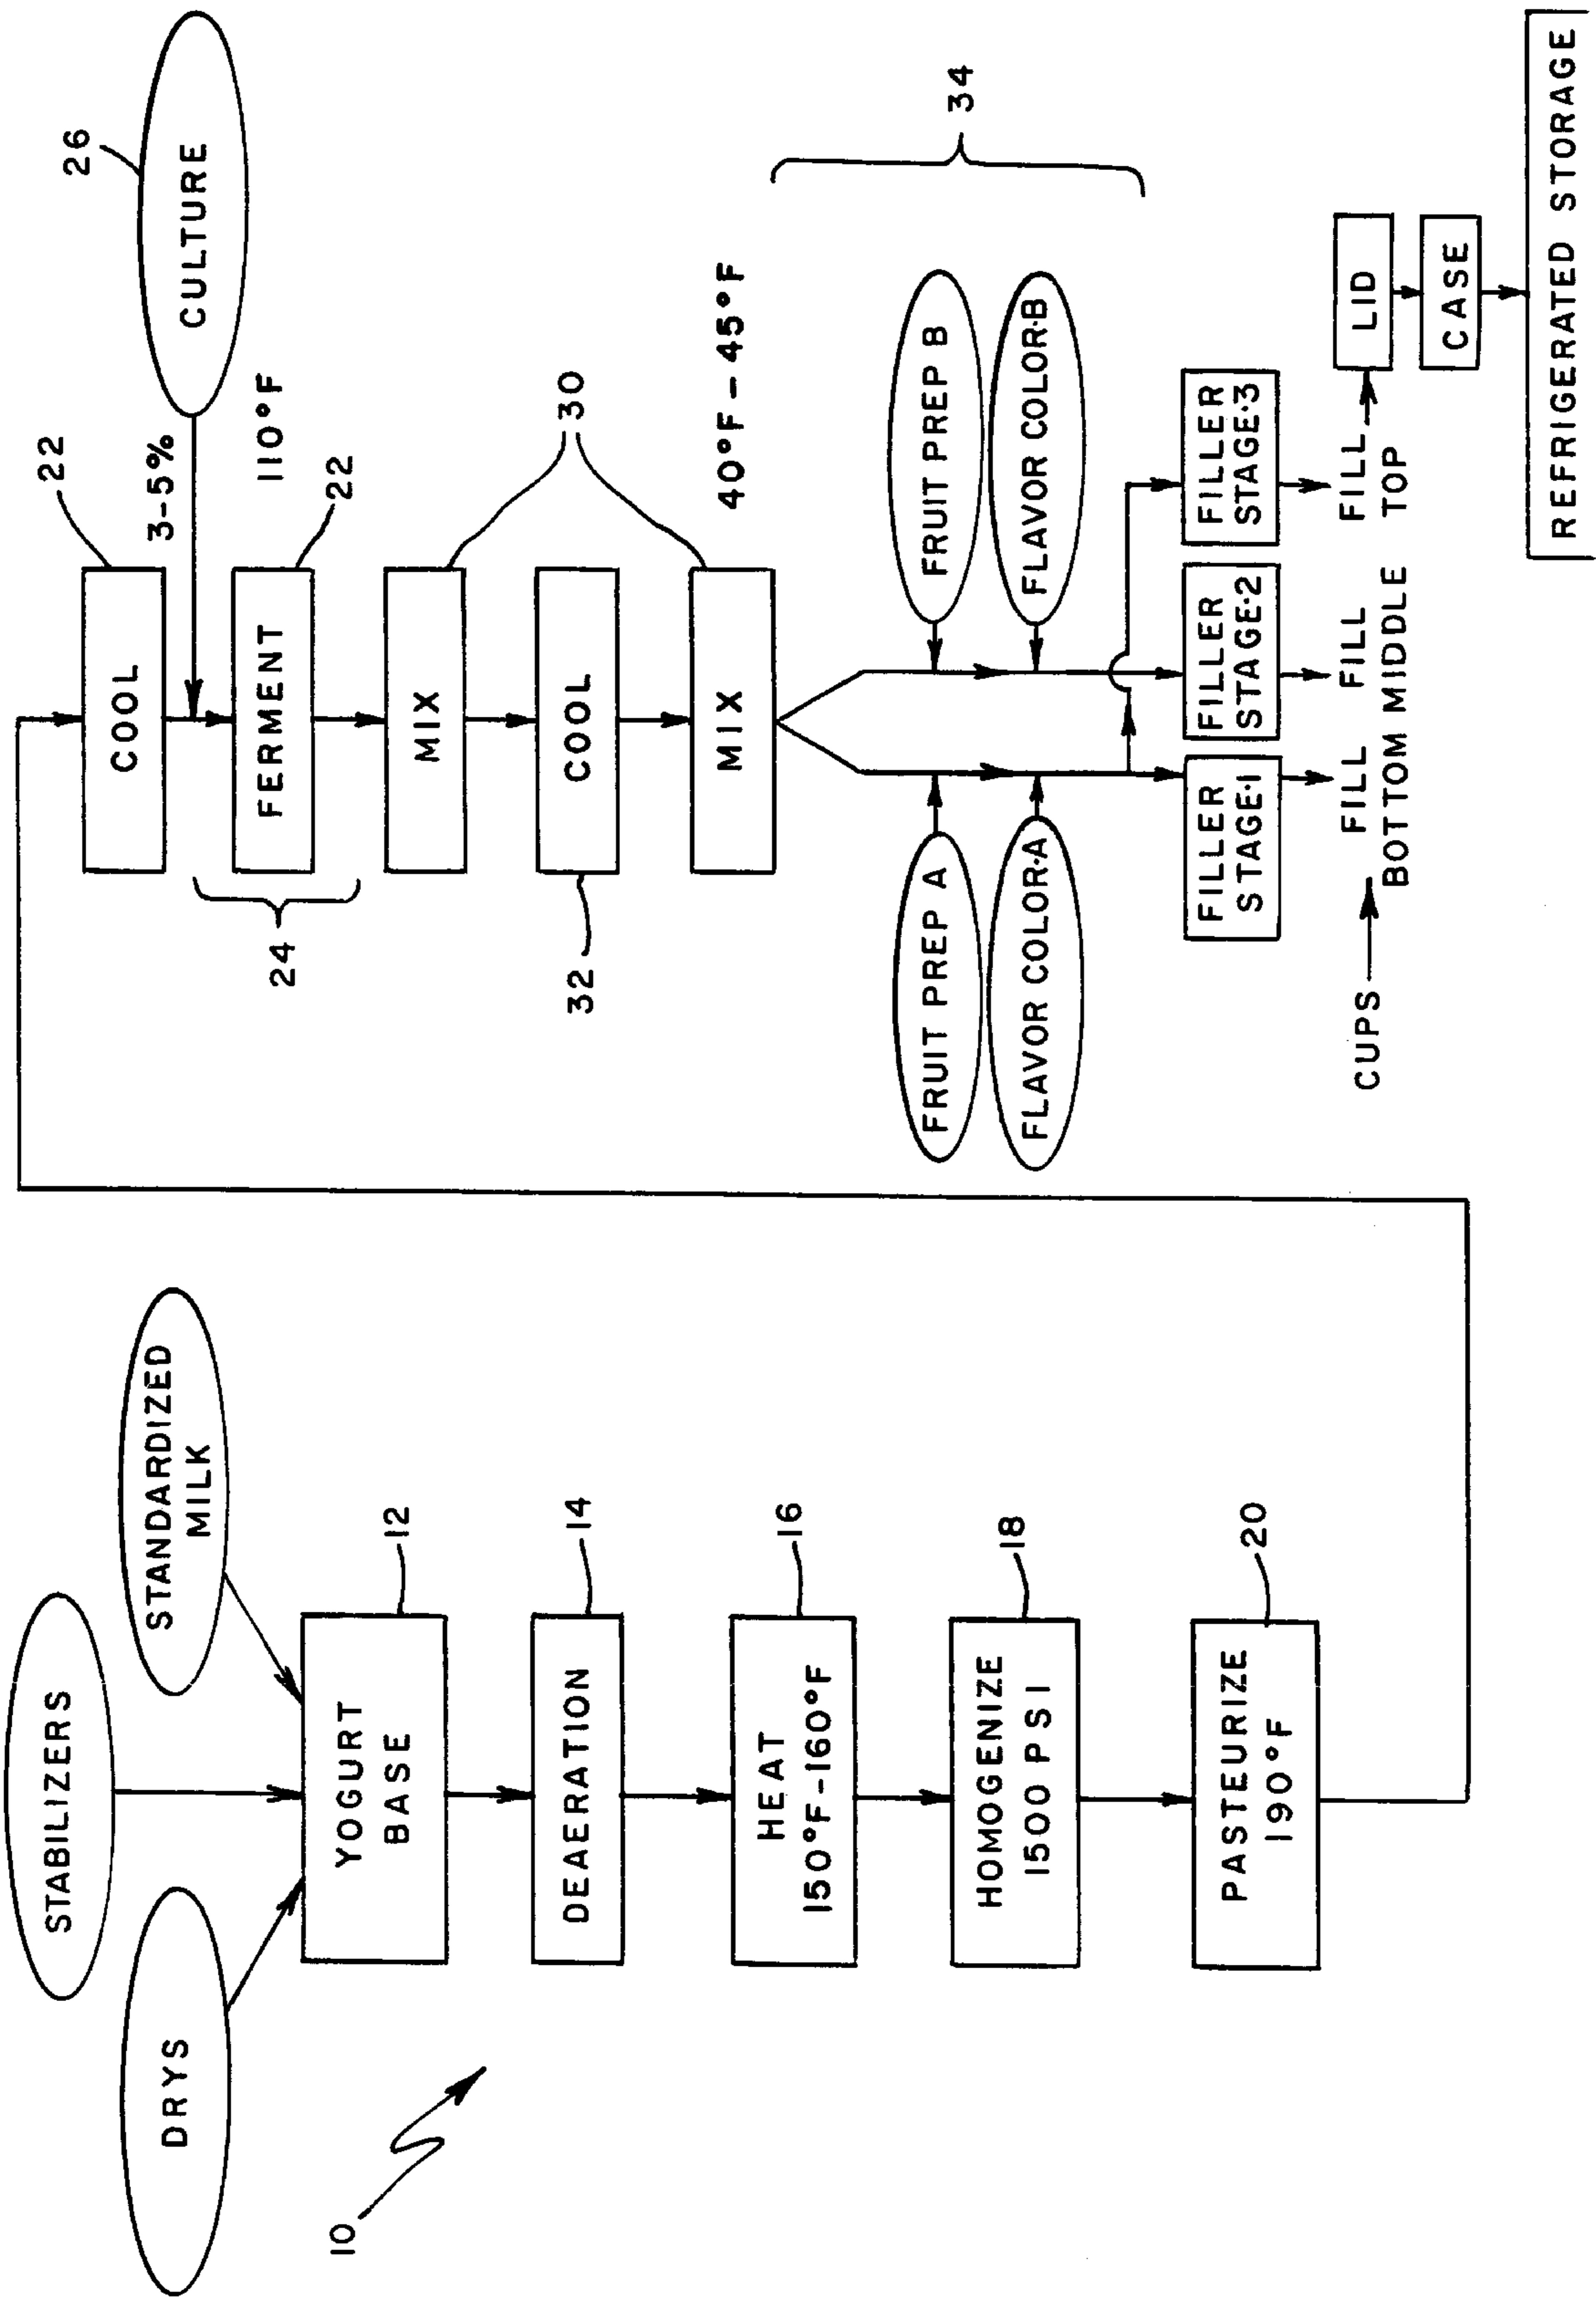 STABILIZERS
DRYS
STANDARDIZED
MILK
YOGURT
BASE
12
DEAERATION
14
HEAT
150°F-160°F
16
HOMOGENIZE
1500 PSI
18
PASTEURIZE
190°F
20
10
COOL
22
CULTURE
26
3-5%
110°F
FERMENT
22
24
MIX
30
COOL
32
MIX
40°F-45°F
34
FRUIT PREP A
FRUIT PREP B
FLAVOR COLOR·A
FLAVOR COLOR·B
FILLER
STAGE·1
FILLER
STAGE·2
FILLER
STAGE·3
CUPS
FILL
BOTTOM
FILL
MIDDLE
FILL
TOP
LID
CASE
REFRIGERATED STORAGE